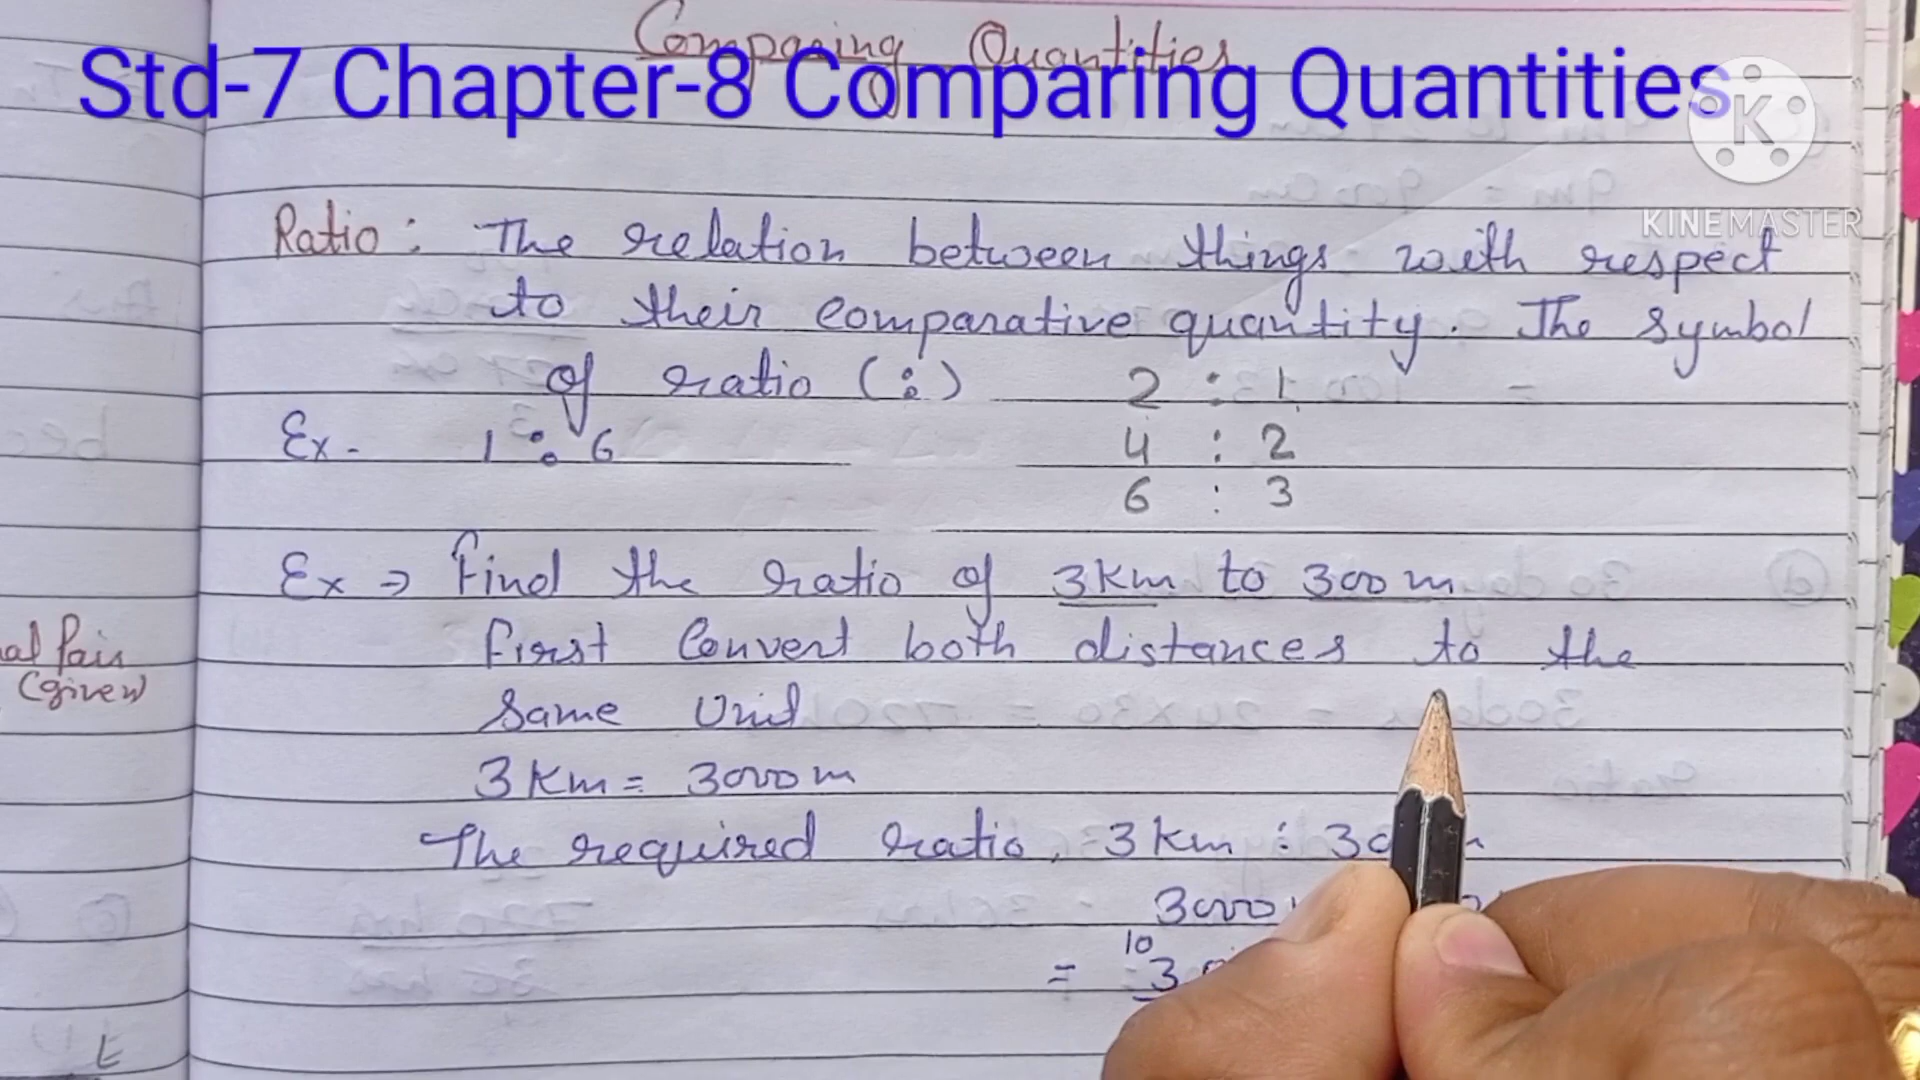 Comparing Quantities
Std-7 Chapter-8 Comparing Quantities
K
KINEMASTER
Ratio : The relation between things with respect
to their comparative quantity. The symbol
of ratio (:) 2 : 1
Ex - 1 : 6 4 : 2
6 : 3
Ex → Find the ratio of 3 Km to 300 m
First Convert both distances to the
Same Unit
3 Km = 3000 m
The required ratio, 3 Km :
3000
10
= 3
al Pair
(given)